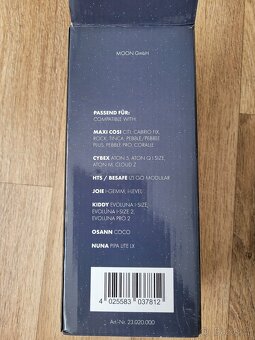 MOON GmbH
PASSEND FÜR:
COMPATIBLE WITH:
MAXI COSI CITI, CABRIO FIX,
ROCK, TINCA, PEBBLE/PEBBLE
PLUS, PEBBLE PRO, CORALLE
CYBEX ATON 5, ATON Q I-SIZE,
ATON M, CLOUD Z
HTS / BESAFE IZI GO MODULAR
JOIE I-GEMM, I-LEVEL
KIDDY EVOLUNA I-SIZE,
EVOLUNA I-SIZE 2,
EVOLUNA PRO 2
OSANN COCO
NUNA PIPA LITE LX
4 025583 037812
Art.-Nr. 23.020.000